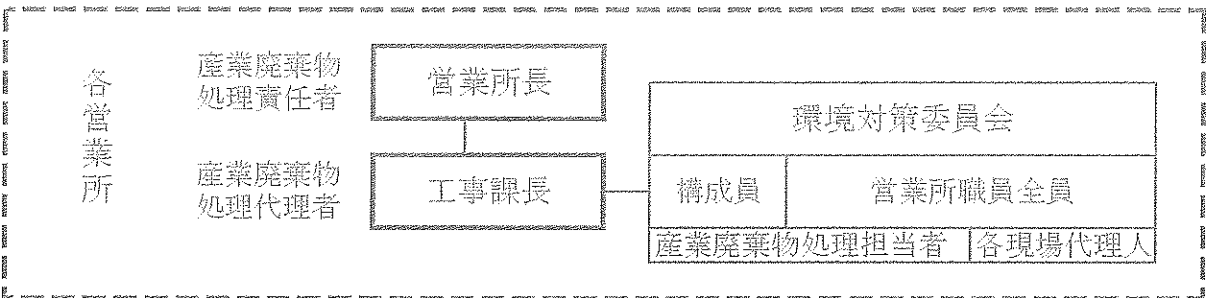 各営業所
産業廃棄物
処理責任者
営業所長
環境対策委員会
産業廃棄物
処理代理者
工事課長
構成員
営業所職員全員
産業廃棄物処理担当者
各現場代理人